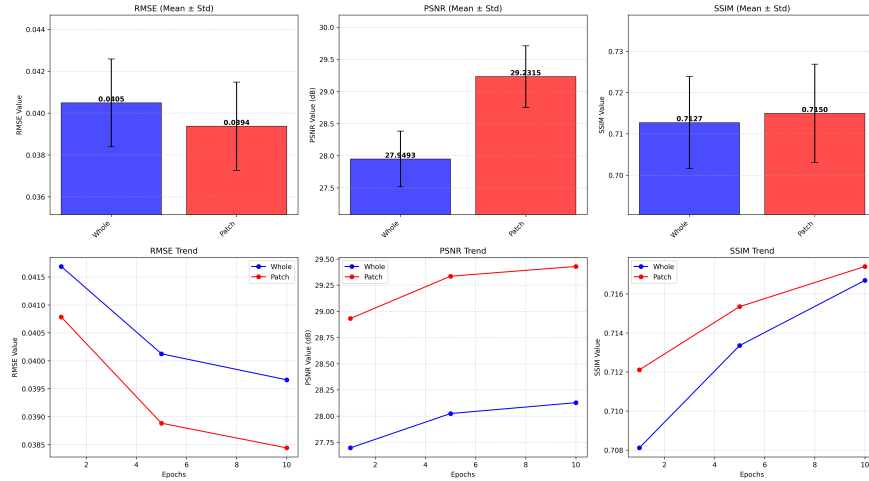 RMSE (Mean ± Std)
RMSE Value
0.044
0.042
0.040
0.038
0.036
0.0405
0.0394
Whole
Patch
PSNR (Mean ± Std)
PSNR Value (dB)
30.0
29.5
29.0
28.5
28.0
27.5
27.9493
29.2315
Whole
Patch
SSIM (Mean ± Std)
SSIM Value
0.73
0.72
0.71
0.70
0.7127
0.7150
Whole
Patch
RMSE Trend
RMSE Value
0.0415
0.0410
0.0405
0.0400
0.0395
0.0390
0.0385
Whole
Patch
2 4 6 8 10
Epochs
PSNR Trend
PSNR Value (dB)
29.50
29.25
29.00
28.75
28.50
28.25
28.00
27.75
Whole
Patch
2 4 6 8 10
Epochs
SSIM Trend
SSIM Value
0.716
0.714
0.712
0.710
0.708
Whole
Patch
2 4 6 8 10
Epochs